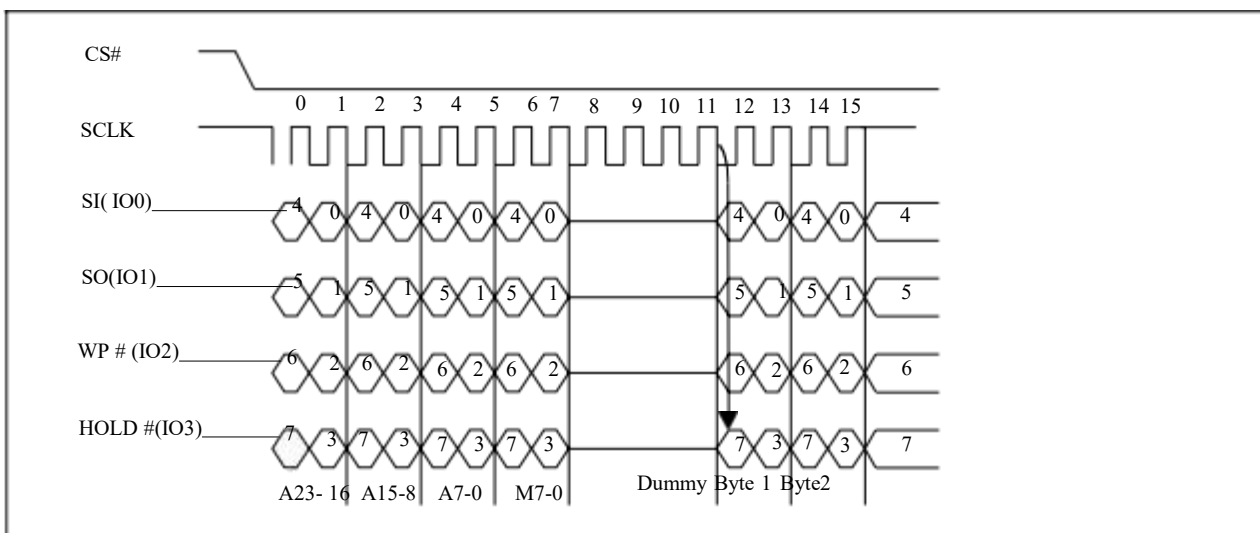 CS#
0 1 2 3 4 5 6 7 8 9 10 11 12 13 14 15
SCLK
SI( IO0) 4 0 4 0 4 0 4 0 4 0 4 0 4
SO(IO1) 5 1 5 1 5 1 5 1 5 1 5 1 5
WP # (IO2) 6 2 6 2 6 2 6 2 6 2 6 2 6
HOLD #(IO3) 7 3 7 3 7 3 7 3 7 3 7 3 7
A23- 16 A15-8 A7-0 M7-0 Dummy Byte 1 Byte2